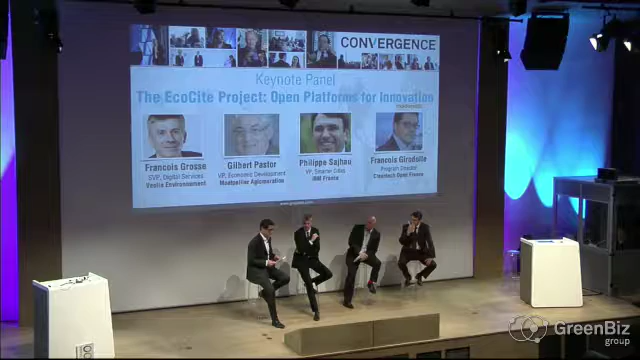 CONVERGENCE
Keynote Panel
The EcoCite Project: Open Platforms for Innovation
Francois Grosse
SVP, Digital Services
Veolia Environnement
Gilbert Pastor
VP, Economic Development
Montpellier Agglomeration
Philippe Sajhau
VP, Smarter Cities
IBM France
Francois Girodolle
Program Director
Cleantech Open France
GreenBiz
group